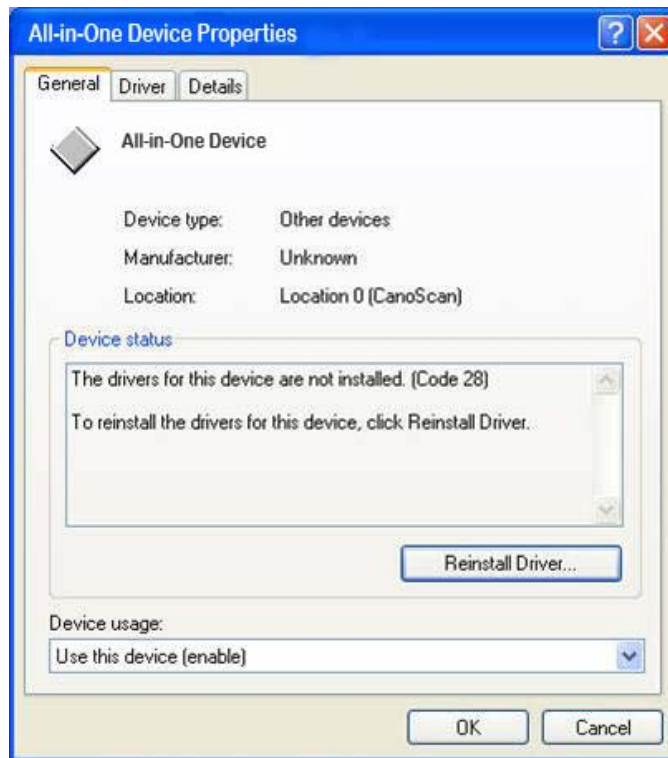 All-in-One Device Properties
General Driver Details
All-in-One Device
Device type: Other devices
Manufacturer: Unknown
Location: Location 0 (CanoScan)
Device status
The drivers for this device are not installed. (Code 28)
To reinstall the drivers for this device, click Reinstall Driver.
Reinstall Driver...
Device usage:
Use this device (enable)
OK Cancel